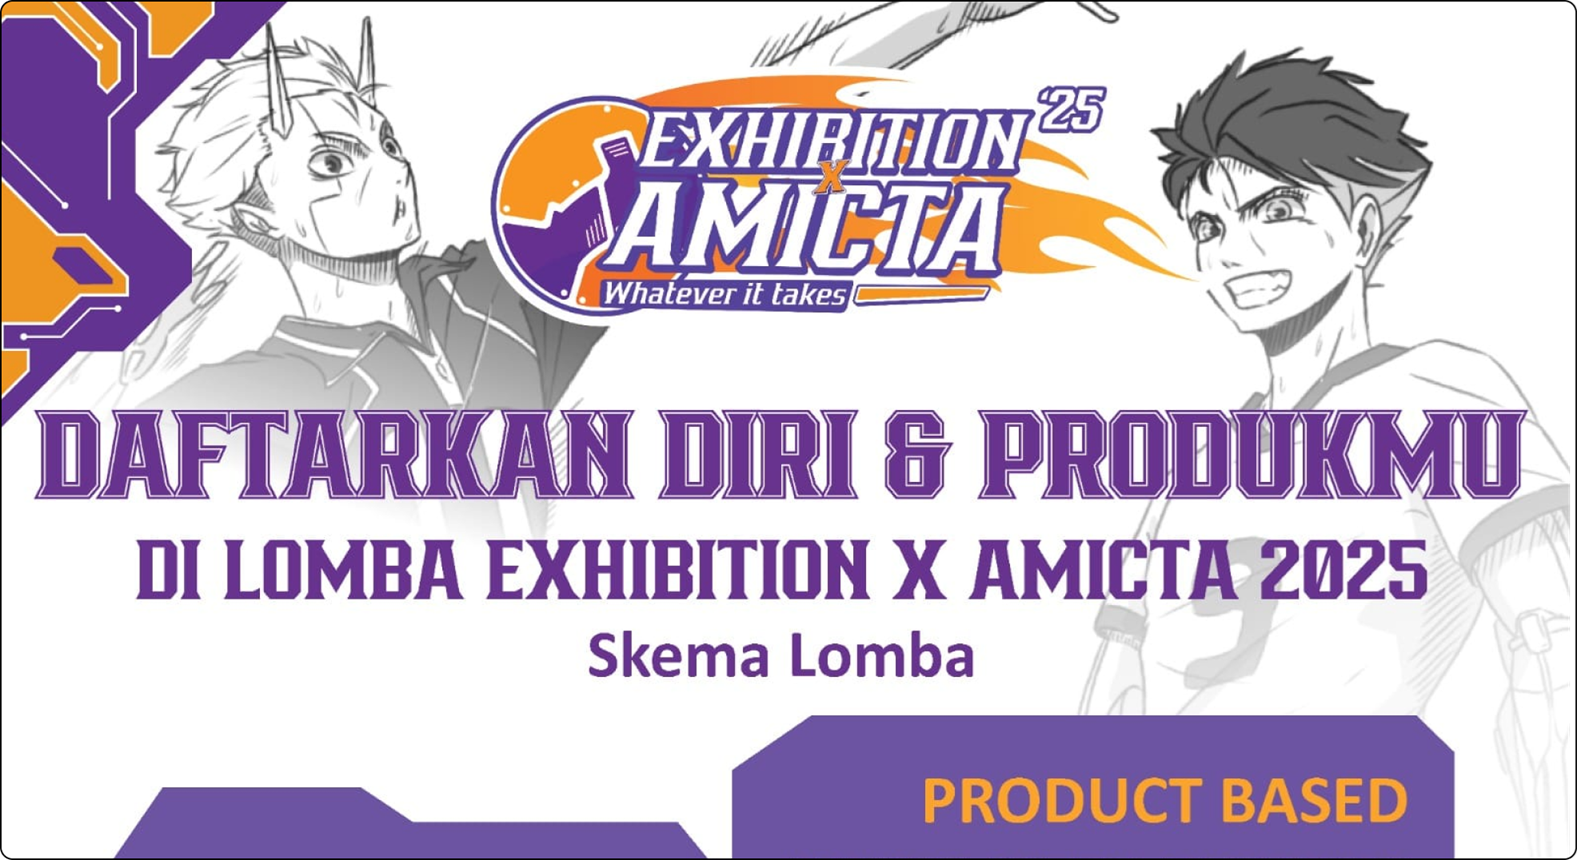 EXHIBITION '25
X
AMICTA
Whatever it takes
DAFTARKAN DIRI & PRODUKMU
DI LOMBA EXHIBITION X AMICTA 2025
Skema Lomba
PRODUCT BASED